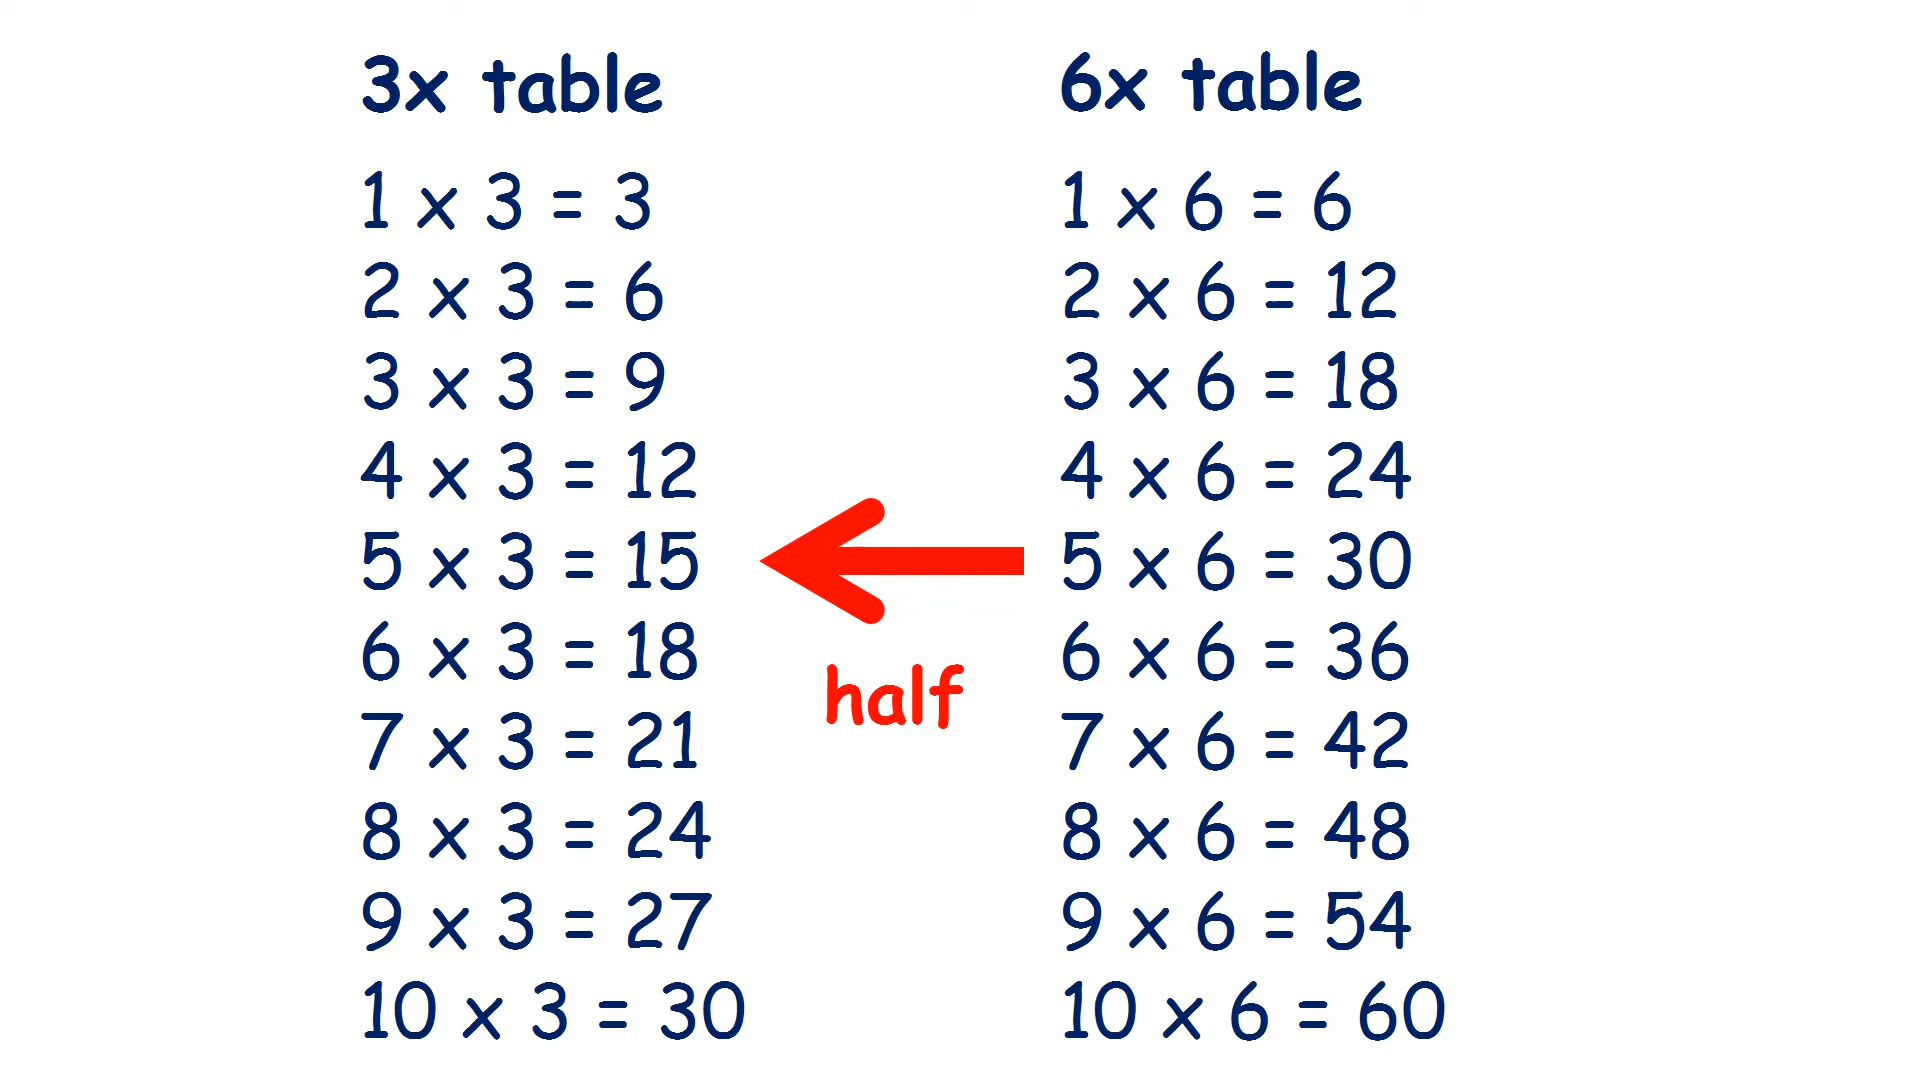 3x table
1 x 3 = 3
2 x 3 = 6
3 x 3 = 9
4 x 3 = 12
5 x 3 = 15
6 x 3 = 18
7 x 3 = 21
8 x 3 = 24
9 x 3 = 27
10 x 3 = 30
half
6x table
1 x 6 = 6
2 x 6 = 12
3 x 6 = 18
4 x 6 = 24
5 x 6 = 30
6 x 6 = 36
7 x 6 = 42
8 x 6 = 48
9 x 6 = 54
10 x 6 = 60